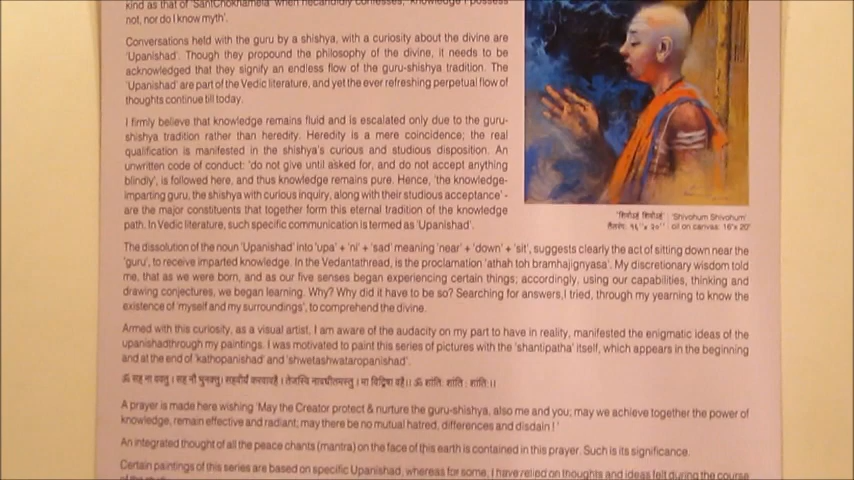 kind as that of 'SantChokhamela' when he candidly confesses, 'knowledge I possess
not, nor do I know myth'.
Conversations held with the guru by a shishya, with a curiosity about the divine are
'Upanishad'. Though they propound the philosophy of the divine, it needs to be
acknowledged that they signify an endless flow of the guru-shishya tradition. The
'Upanishad' are part of the Vedic literature, and yet the ever refreshing perpetual flow of
thoughts continue till today.
I firmly believe that knowledge remains fluid and is escalated only due to the guru-
shishya tradition rather than heredity. Heredity is a mere coincidence; the real
qualification is manifested in the shishya's curious and studious disposition. An
unwritten code of conduct: 'do not give until asked for, and do not accept anything
blindly', is followed here, and thus knowledge remains pure. Hence, 'the knowledge-
imparting guru, the shishya with curious inquiry, along with their studious acceptance' -
are the major constituents that together form this eternal tradition of the knowledge
path. In Vedic literature, such specific communication is termed as 'Upanishad'.
'शिवोऽहं शिवोऽहं' 'Shivohum Shivohum'
तैलरंग: १६"x २०" oil on canvas: 16"x 20"
The dissolution of the noun 'Upanishad' into 'upa' + 'ni' + 'sad' meaning 'near' + 'down' + 'sit', suggests clearly the act of sitting down near the
'guru', to receive imparted knowledge. In the Vedantathread, is the proclamation 'athah toh bramhajignyasa'. My discretionary wisdom told
me, that as we were born, and as our five senses began experiencing certain things; accordingly, using our capabilities, thinking and
drawing conjectures, we began learning. Why? Why did it have to be so? Searching for answers, I tried, through my yearning to know the
existence of 'myself and my surroundings', to comprehend the divine.
Armed with this curiosity, as a visual artist, I am aware of the audacity on my part to have in reality, manifested the enigmatic ideas of the
upanishadthrough my paintings. I was motivated to paint this series of pictures with the 'shantipatha' itself, which appears in the beginning
and at the end of 'kathopanishad' and 'shwetashwataropanishad'.
ॐ सह ना ववतु । सह नौ भुनक्तु। सहवीर्यं करवावहै । तेजस्वि नावधीतमस्तु । मा विद्विषा वहै।। ॐ शांति: शांति: शांति:।।
A prayer is made here wishing 'May the Creator protect & nurture the guru-shishya, also me and you; may we achieve together the power of
knowledge, remain effective and radiant; may there be no mutual hatred, differences and disdain ! '
An integrated thought of all the peace chants (mantra) on the face of this earth is contained in this prayer. Such is its significance.
Certain paintings of this series are based on specific Upanishad, whereas for some, I have relied on thoughts and ideas felt during the course